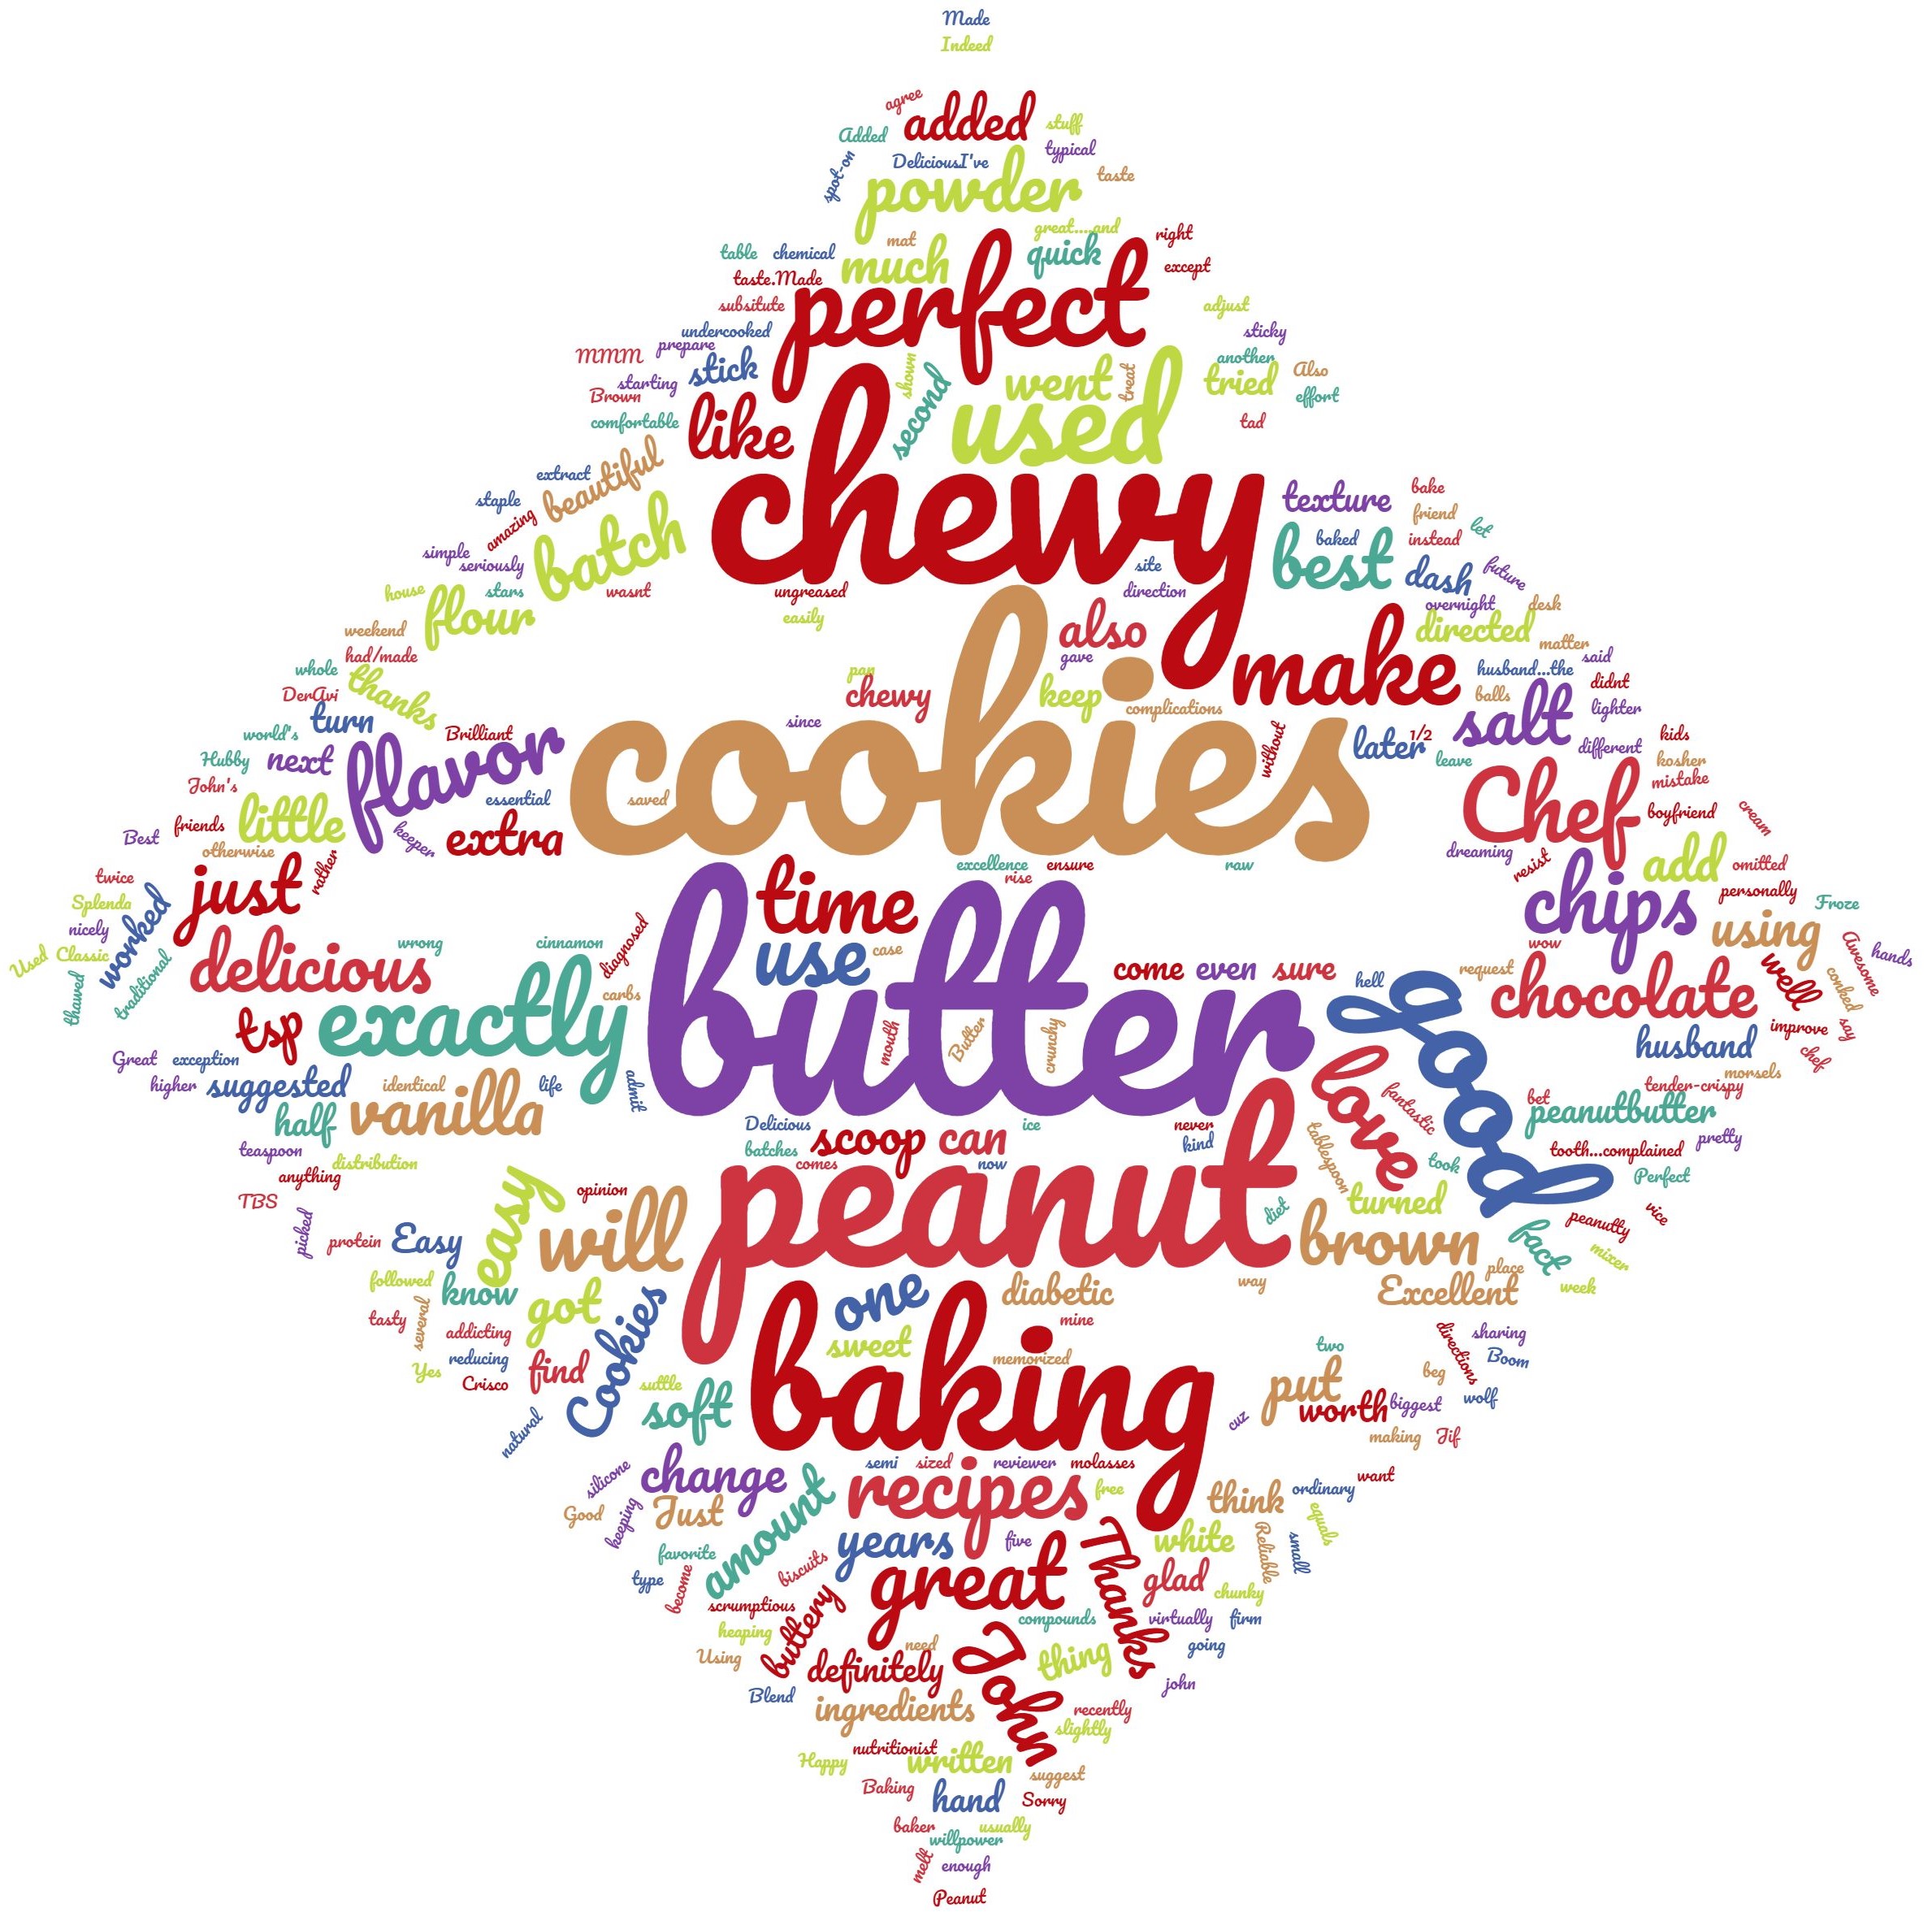 Made
Indeed
agree
added
stuff
Added
typical
DeliciousI've
spot-on
powder
taste
great....and
right
mat
quick
table
chemical
much
except
taste.Made
perfect
subsitute
adjust
undercooked
sticky
prepare
MMM
another
stick
shown
went
treat
tried
Also
starting
Brown
second
used
effort
comfortable
like
tad
chewy
beautiful
extract
texture
bake
staple
friend
let
amazing
batch
baked
instead
best
simple
seriously
site
dash
future
house
stars
wasnt
ungreased
direction
flour
easily
overnight
desk
weekend
also
directed
matter
had/made
gave
make
husband...the
said
whole
thanks
pan
cookies
didnt
DerAvi
chewy
keep
complications
balls
salt
lighter
turn
since
world's
Brilliant
without
later
1/2
kids
Hubby
next
flavor
different
leave
kosher
John's
essential
saved
Chef
mistake
little
boyfriend
cream
Best
friends
keeper
extra
otherwise
dreaming
resist
add
omitted
excellence
ensure
raw
rise
twice
just
rather
time
butter
chips
personally
Splenda
worked
Froze
nicely
using
Used
Classic
wrong
cinnamon
diagnosed
use
case
wow
Awesome
hands
delicious
come
even
sure
hell
request
well
conked
thawed
traditional
exactly
carbs
good
chocolate
tsp
mouth
Butter
crunchy
improve
say
Great
exception
husband
chef
higher
suggested
identical
life
admit
love
fantastic
morsels
tender-crispy
half
vanilla
bet
peanutbutter
Delicious
scoop
can
ice
never
kind
tablespoon
pretty
teaspoon
distribution
batches
comes
now
took
tooth...complained
anything
peanut
Perfect
TBS
easy
opinion
will
diet
turned
vice
picked
protein
Easy
brown
fact
peanutty
mixer
followed
know
got
Cookies
one
diabetic
way
place
Excellent
week
tasty
several
addicting
baking
sweet
mine
directions
sharing
Yes
reducing
find
memorized
two
Boom
Crisco
suttle
soft
put
beg
wolf
natural
worth
biggest
cuz
making
Jif
silicone
change
semi
sized
reviewer
molasses
want
Good
keeping
Just
amount
recipes
free
think
ordinary
equals
favorite
years
five
Thanks
white
Reliable
small
type
become
biscuits
great
glad
chunky
scrumptious
buttery
compounds
virtually
firm
heaping
Using
need
definitely
John
thing
going
Blend
john
ingredients
recently
slightly
nutritionist
Happy
written
suggest
Baking
hand
Sorry
baker
usually
willpower
melt
enough
Peanut